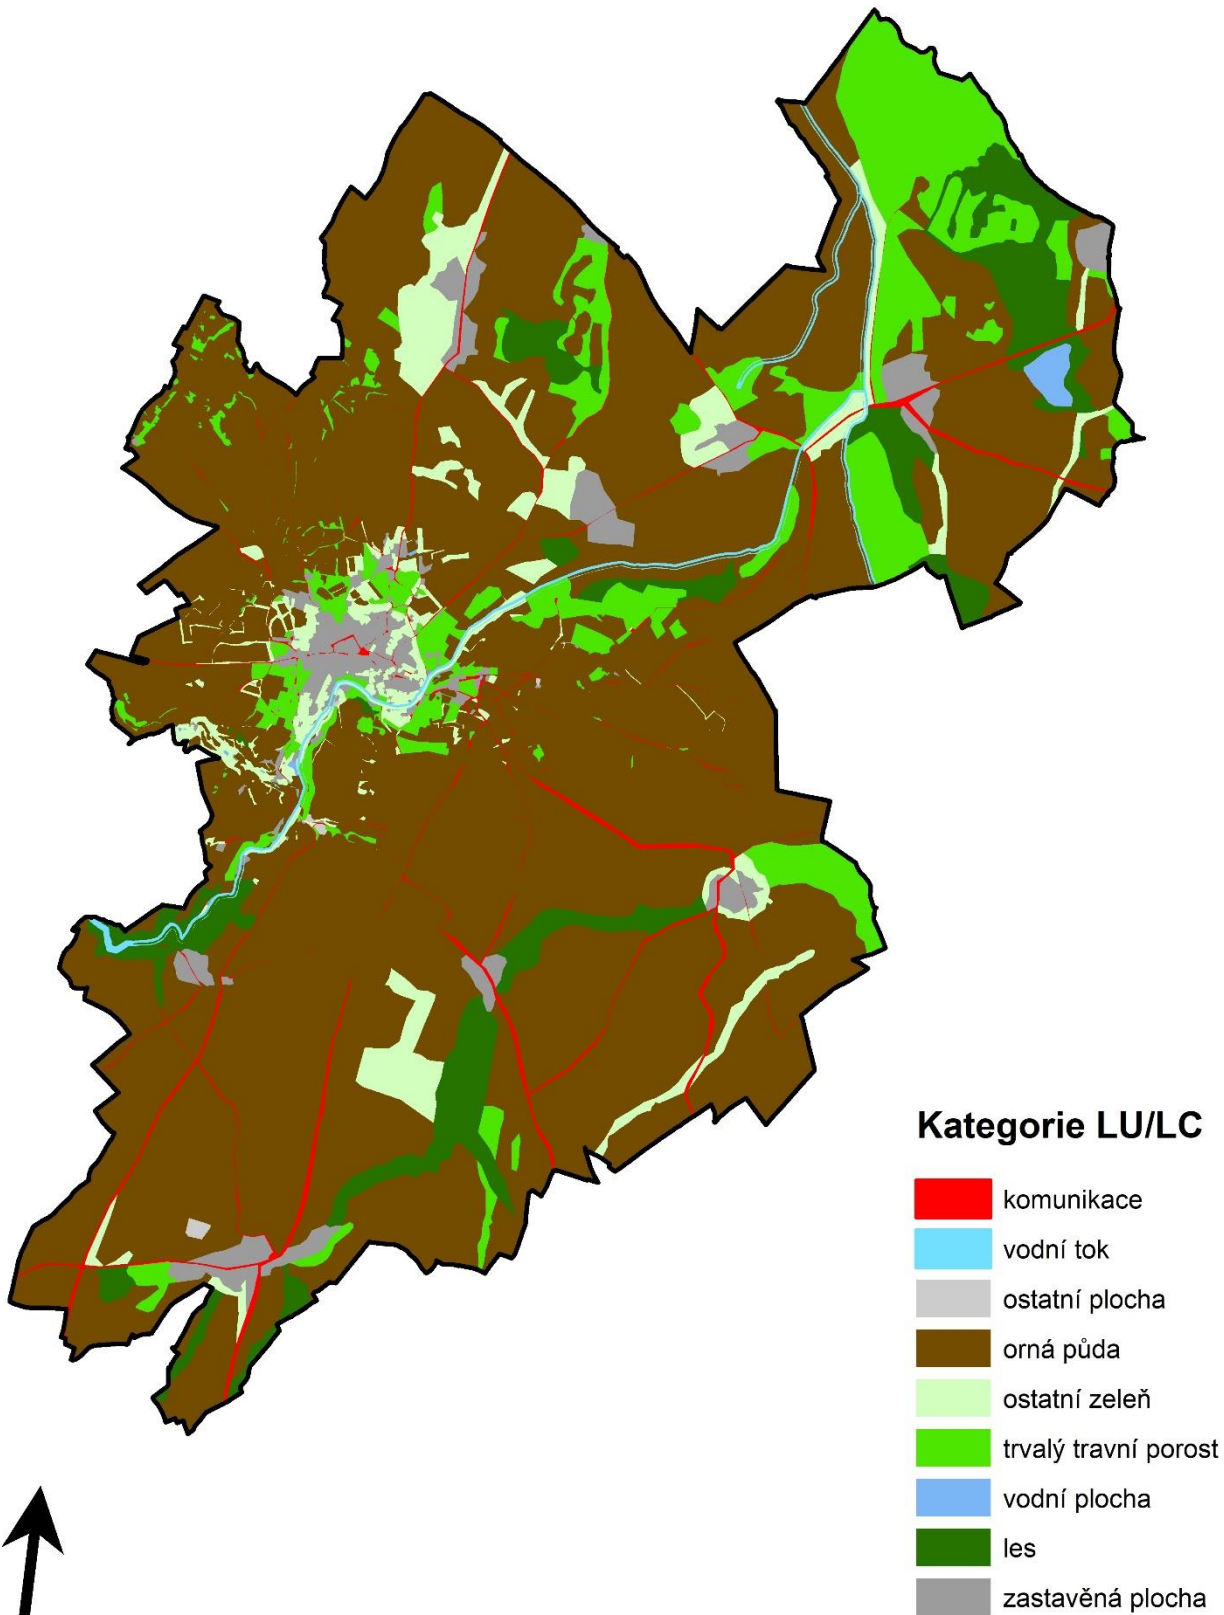 Kategorie LU/LC
komunikace
vodní tok
ostatní plocha
orná půda
ostatní zeleň
trvalý travní porost
vodní plocha
les
zastavěná plocha